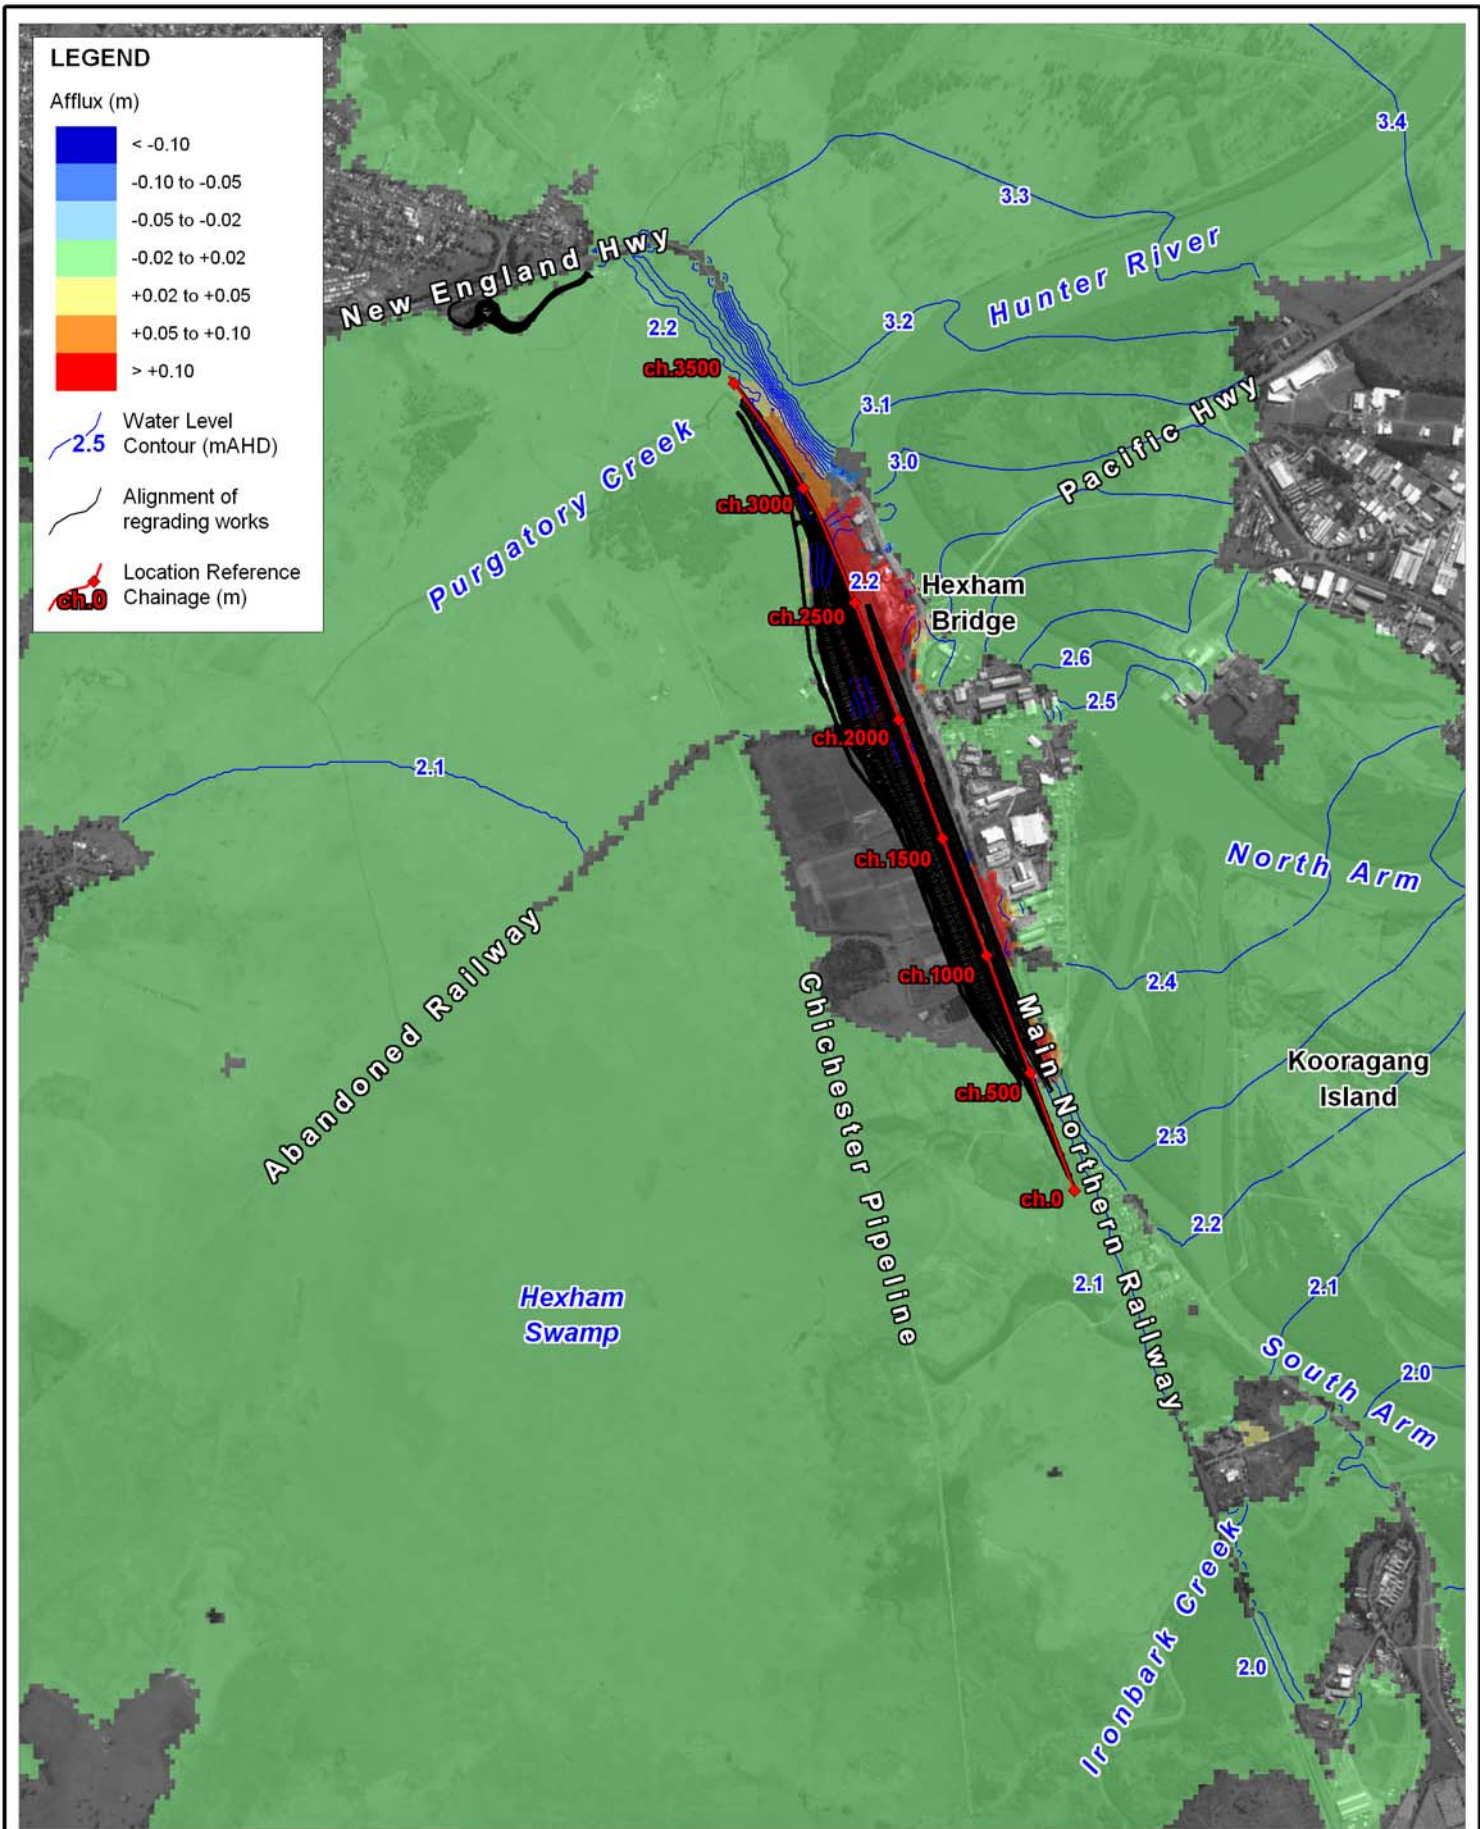 LEGEND
Afflux (m)
< -0.10
-0.10 to -0.05
-0.05 to -0.02
-0.02 to +0.02
+0.02 to +0.05
+0.05 to +0.10
> +0.10
2.5
Water Level
Contour (mAHD)
Alignment of
regrading works
ch.0
Location Reference
Chainage (m)
3.4
3.3
New England Hwy
Hunter River
3.2
2.2
ch.3500
3.1
Pacific Hwy
3.0
Purgatory Creek
ch.3000
2.2
Hexham
Bridge
ch.2500
2.6
2.5
ch.2000
2.1
ch.1500
North Arm
Abandoned Railway
ch.1000
2.4
Chichester Pipeline
Main Northern Railway
Kooragang
Island
ch.500
2.3
ch.0
2.2
2.1
2.1
Hexham
Swamp
South Arm
2.0
Ironbark Creek
2.0